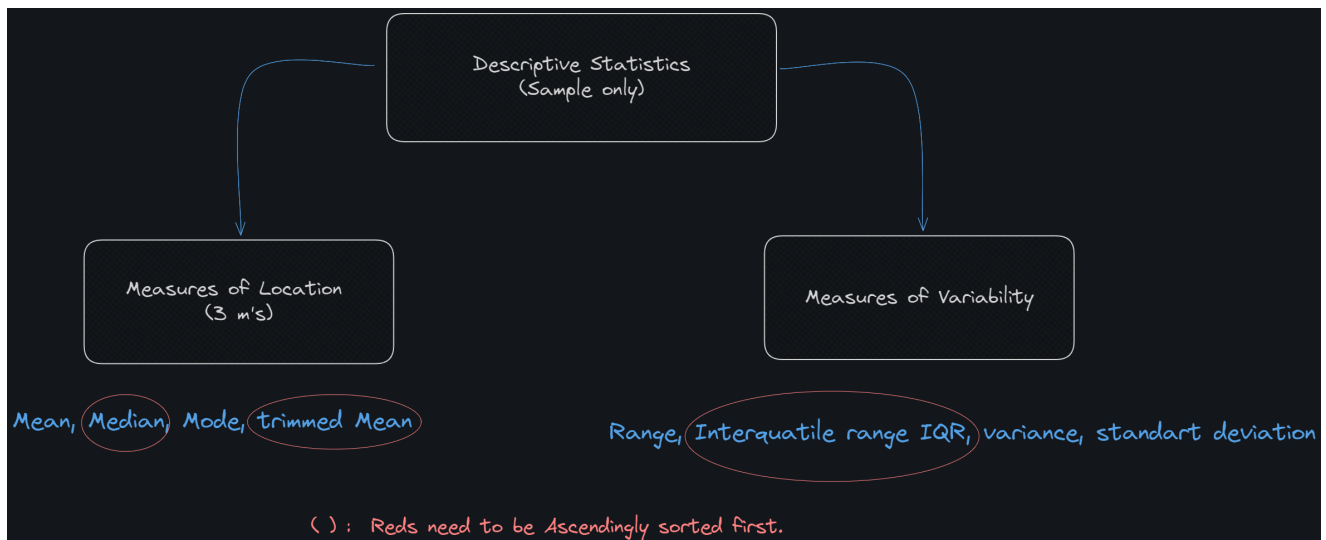 Descriptive Statistics
(Sample only)
Measures of Location
(3 m's)
Measures of Variability
Mean, Median, Mode, trimmed Mean
Range, Interquatile range IQR, variance, standart deviation
( ) : Reds need to be Ascendingly sorted first.